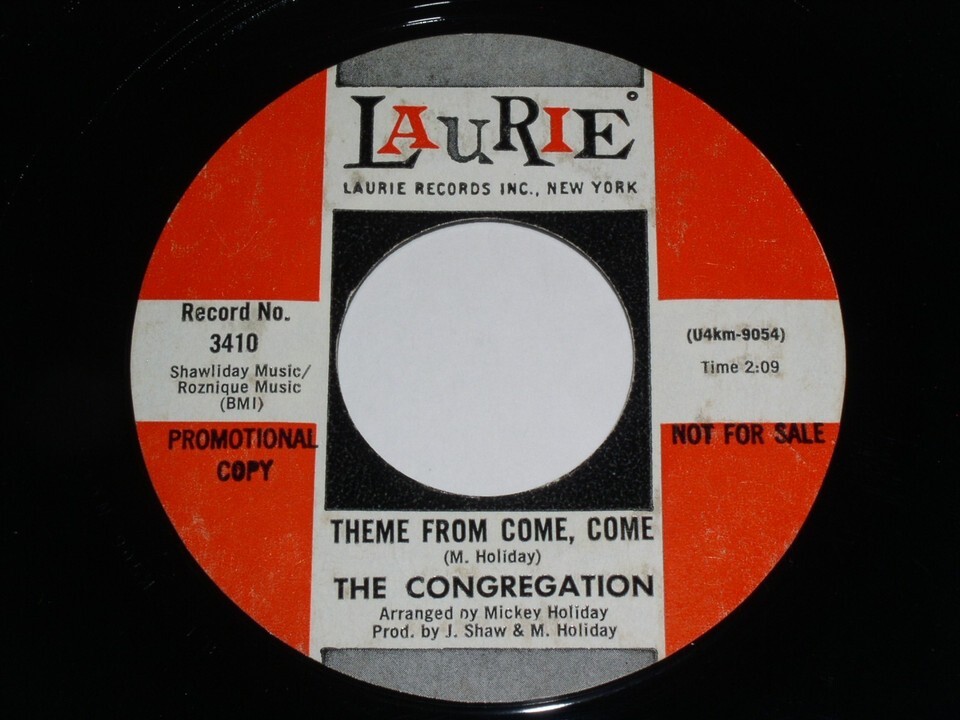 LAURIE
LAURIE RECORDS INC., NEW YORK
Record No.
3410
Shawliday Music/
Roznique Music
(BMI)
PROMOTIONAL
COPY
(U4km-9054)
Time 2:09
NOT FOR SALE
THEME FROM COME, COME
(M. Holiday)
THE CONGREGATION
Arranged by Mickey Holiday
Prod. by J. Shaw & M. Holiday